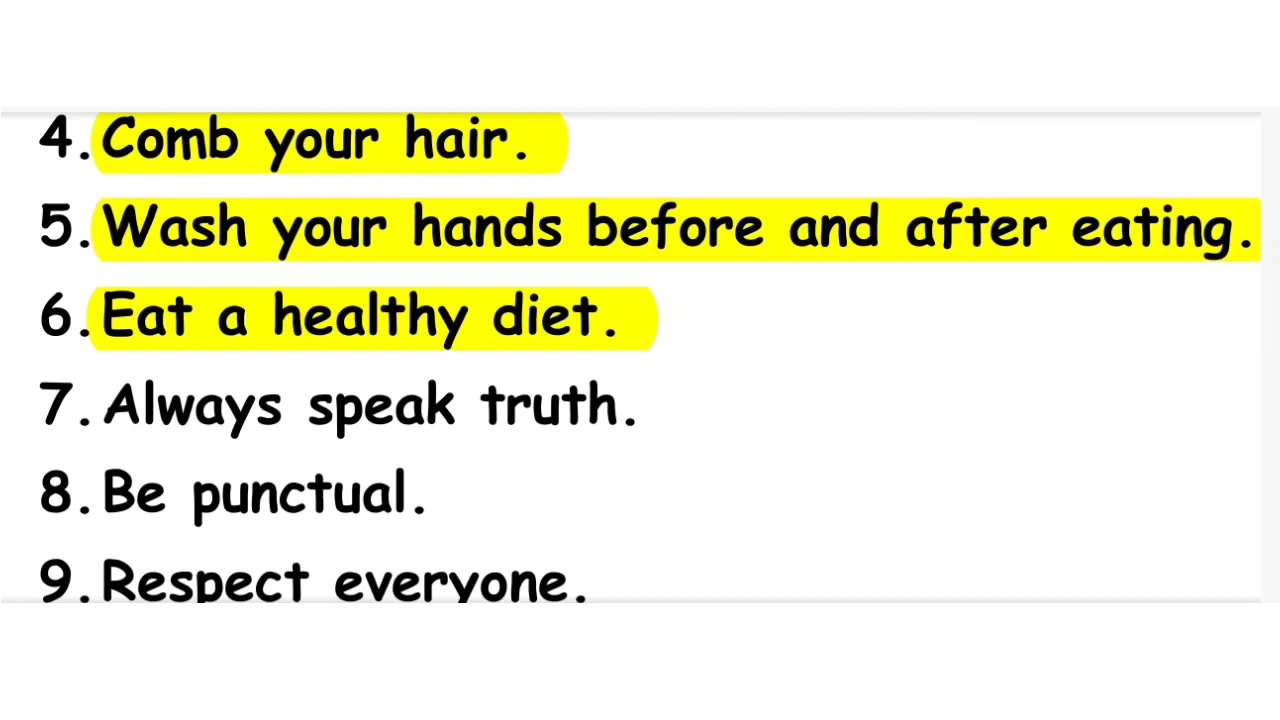 4. Comb your hair.
5. Wash your hands before and after eating.
6. Eat a healthy diet.
7. Always speak truth.
8. Be punctual.
9. Respect everyone.